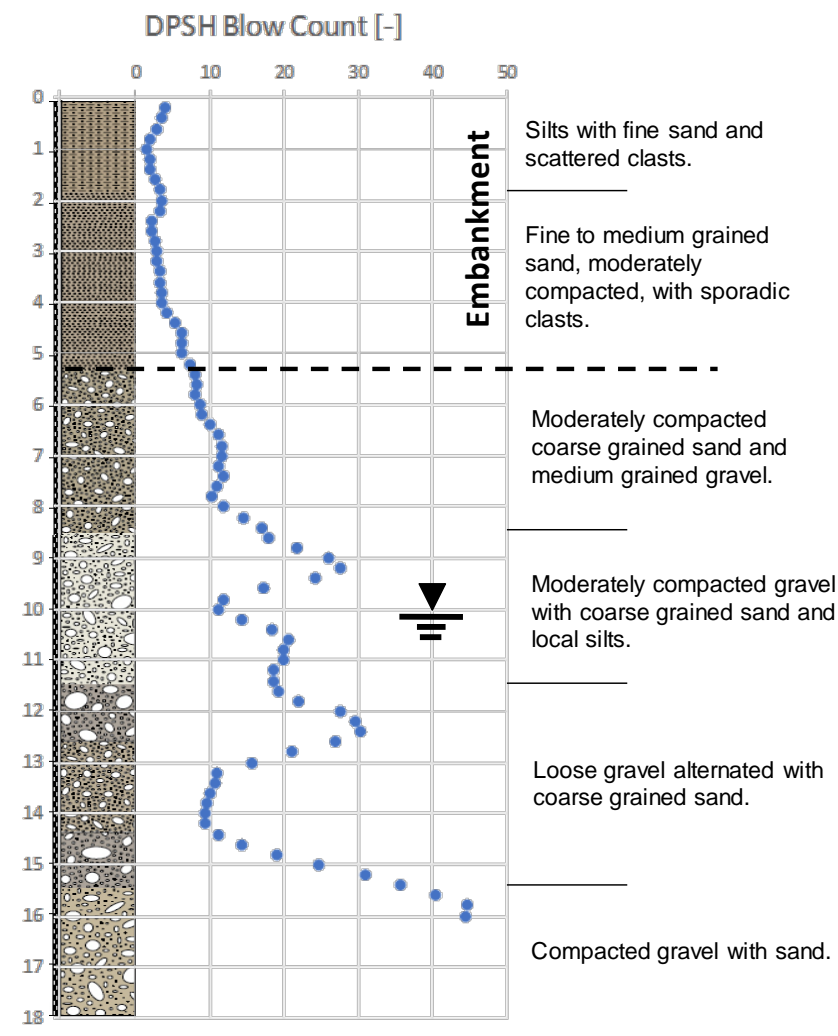 DPSH Blow Count [-]
0 10 20 30 40 50
0
1
2
3
4
5
6
7
8
9
10
11
12
13
14
15
16
17
18
Embankment
Silts with fine sand and
scattered clasts.
Fine to medium grained
sand, moderately
compacted, with sporadic
clasts.
Moderately compacted
coarse grained sand and
medium grained gravel.
Moderately compacted gravel
with coarse grained sand and
local silts.
Loose gravel alternated with
coarse grained sand.
Compacted gravel with sand.